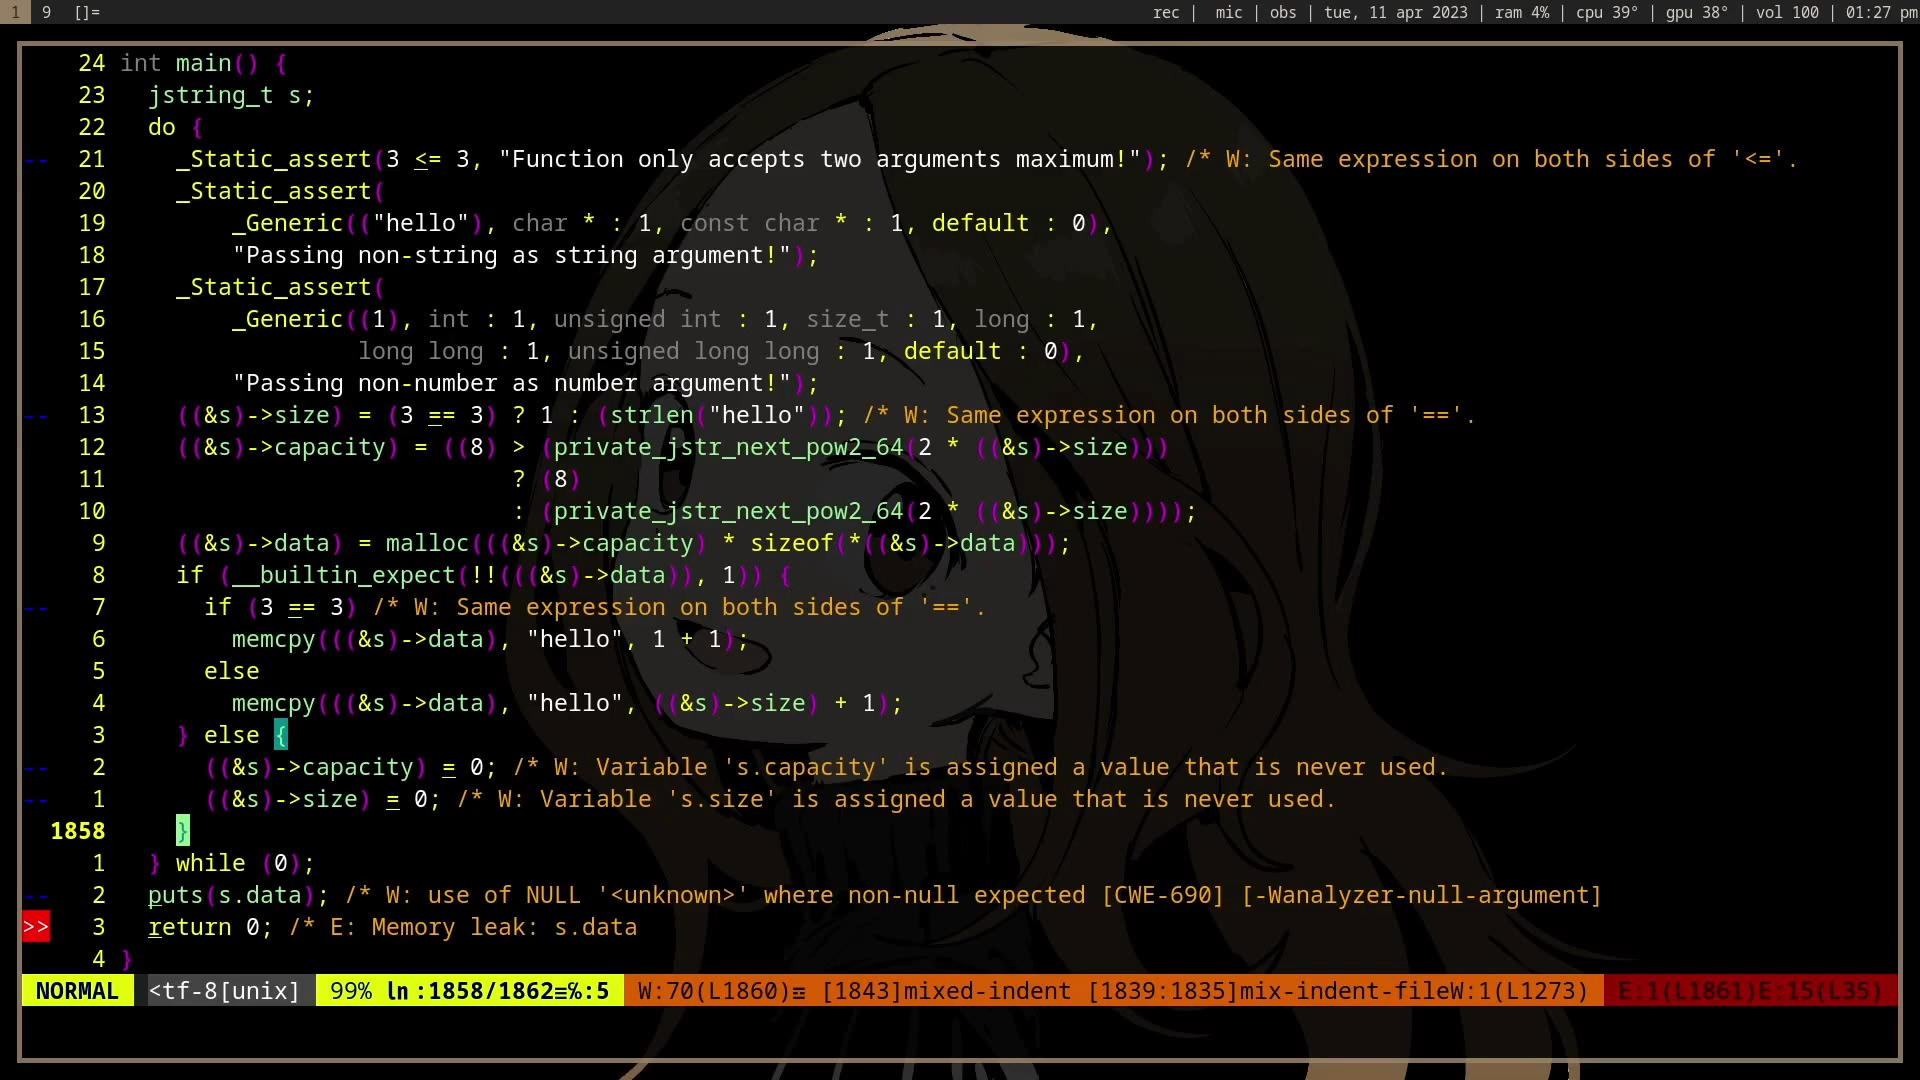 1 9 []= rec | mic | obs | tue, 11 apr 2023 | ram 4% | cpu 39° | gpu 38° | vol 100 | 01:27 pm
24 int main() {
23   jstring_t s;
22   do {
-- 21     _Static_assert(3 <= 3, "Function only accepts two arguments maximum!"); /* W: Same expression on both sides of '<='.
20     _Static_assert(
19         _Generic(("hello"), char * : 1, const char * : 1, default : 0),
18         "Passing non-string as string argument!");
17     _Static_assert(
16         _Generic((1), int : 1, unsigned int : 1, size_t : 1, long : 1,
15                  long long : 1, unsigned long long : 1, default : 0),
14         "Passing non-number as number argument!");
-- 13     ((&s)->size) = (3 == 3) ? 1 : (strlen("hello")); /* W: Same expression on both sides of '=='.
12     ((&s)->capacity) = ((8) > (private_jstr_next_pow2_64(2 * ((&s)->size)))
11                             ? (8)
10                             : (private_jstr_next_pow2_64(2 * ((&s)->size))));
9     ((&s)->data) = malloc(((&s)->capacity) * sizeof(*((&s)->data)));
8     if (__builtin_expect(!!(((&s)->data)), 1)) {
-- 7       if (3 == 3) /* W: Same expression on both sides of '=='.
6         memcpy(((&s)->data), "hello", 1 + 1);
5       else
4         memcpy(((&s)->data), "hello", ((&s)->size) + 1);
3     } else {
-- 2       ((&s)->capacity) = 0; /* W: Variable 's.capacity' is assigned a value that is never used.
-- 1       ((&s)->size) = 0; /* W: Variable 's.size' is assigned a value that is never used.
1858     }
1   } while (0);
-- 2   puts(s.data); /* W: use of NULL '<unknown>' where non-null expected [CWE-690] [-Wanalyzer-null-argument]
>> 3   return 0; /* E: Memory leak: s.data
4 }
NORMAL <tf-8[unix] 99% ln :1858/1862≡℅:5 W:70(L1860)≡ [1843]mixed-indent [1839:1835]mix-indent-fileW:1(L1273) E:1(L1861)E:15(L35)